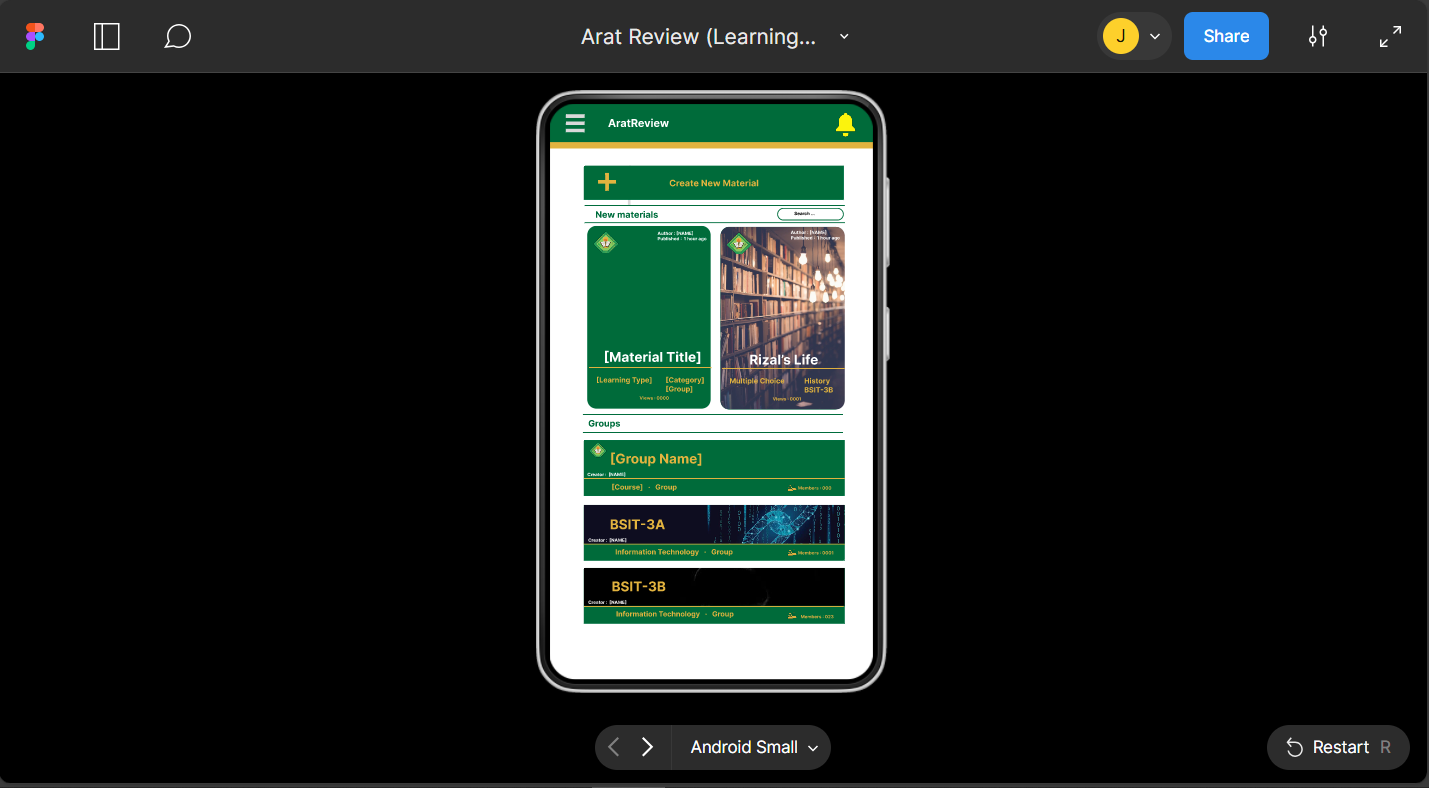 Arat Review (Learning...
J
Share
AratReview
Create New Material
New materials
Search ...
Author : [NAME]
Published : 1 hour ago
[Material Title]
[Learning Type]
[Category]
[Group]
Views : 0000
Author : [NAME]
Published : 1 hour ago
Rizal's Life
Multiple Choice
History
BSIT-3B
Views : 0001
Groups
[Group Name]
Creator : [NAME]
[Course] - Group
Members : 000
BSIT-3A
Creator : [NAME]
Information Technology - Group
Members : 0001
BSIT-3B
Creator : [NAME]
Information Technology - Group
Members : 023
Android Small
Restart R